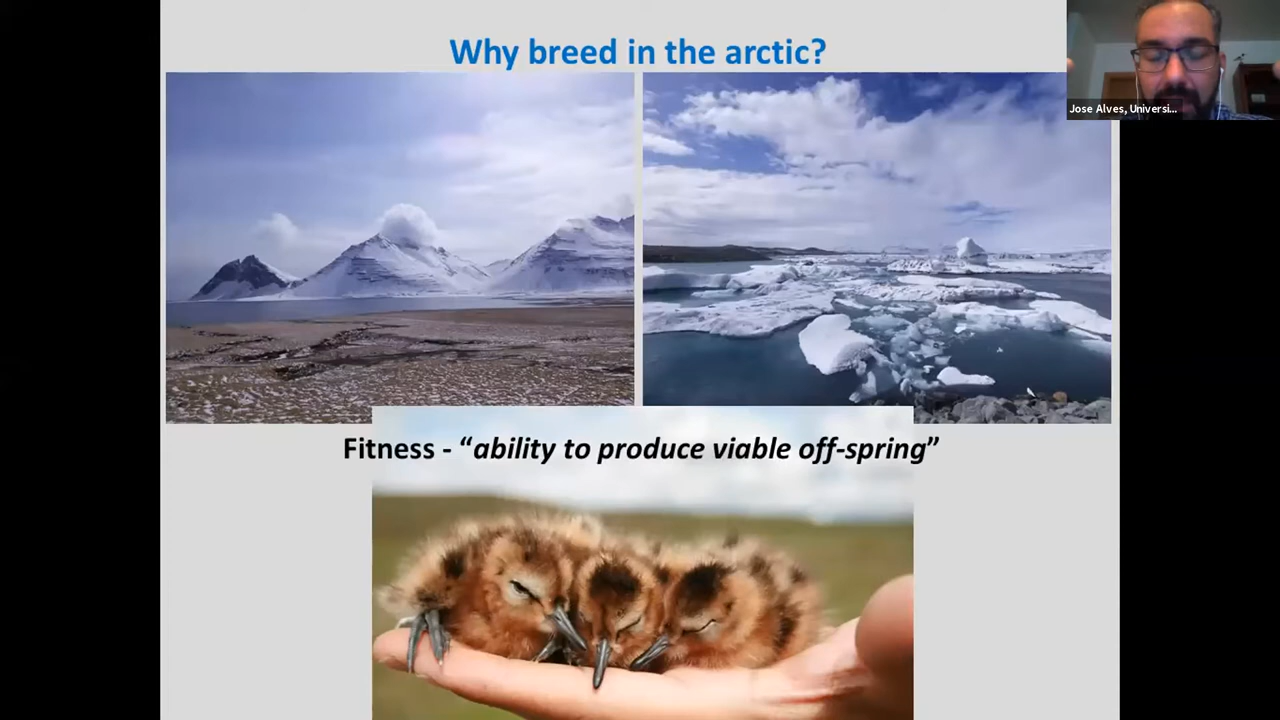 Why breed in the arctic?
Jose Alves, Universi...
Fitness - “ability to produce viable off-spring”